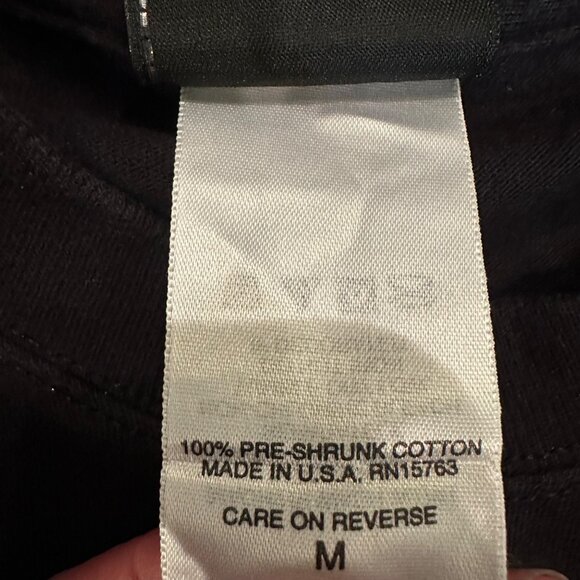 100% PRE-SHRUNK COTTON
MADE IN U.S.A. RN15763
CARE ON REVERSE
M